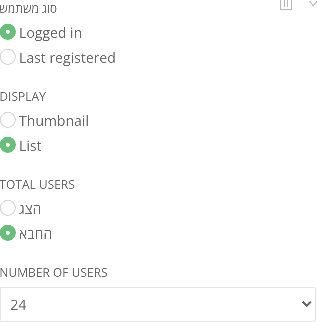 סוג משתמש
Logged in
Last registered
DISPLAY
Thumbnail
List
TOTAL USERS
הצג
החבא
NUMBER OF USERS
24